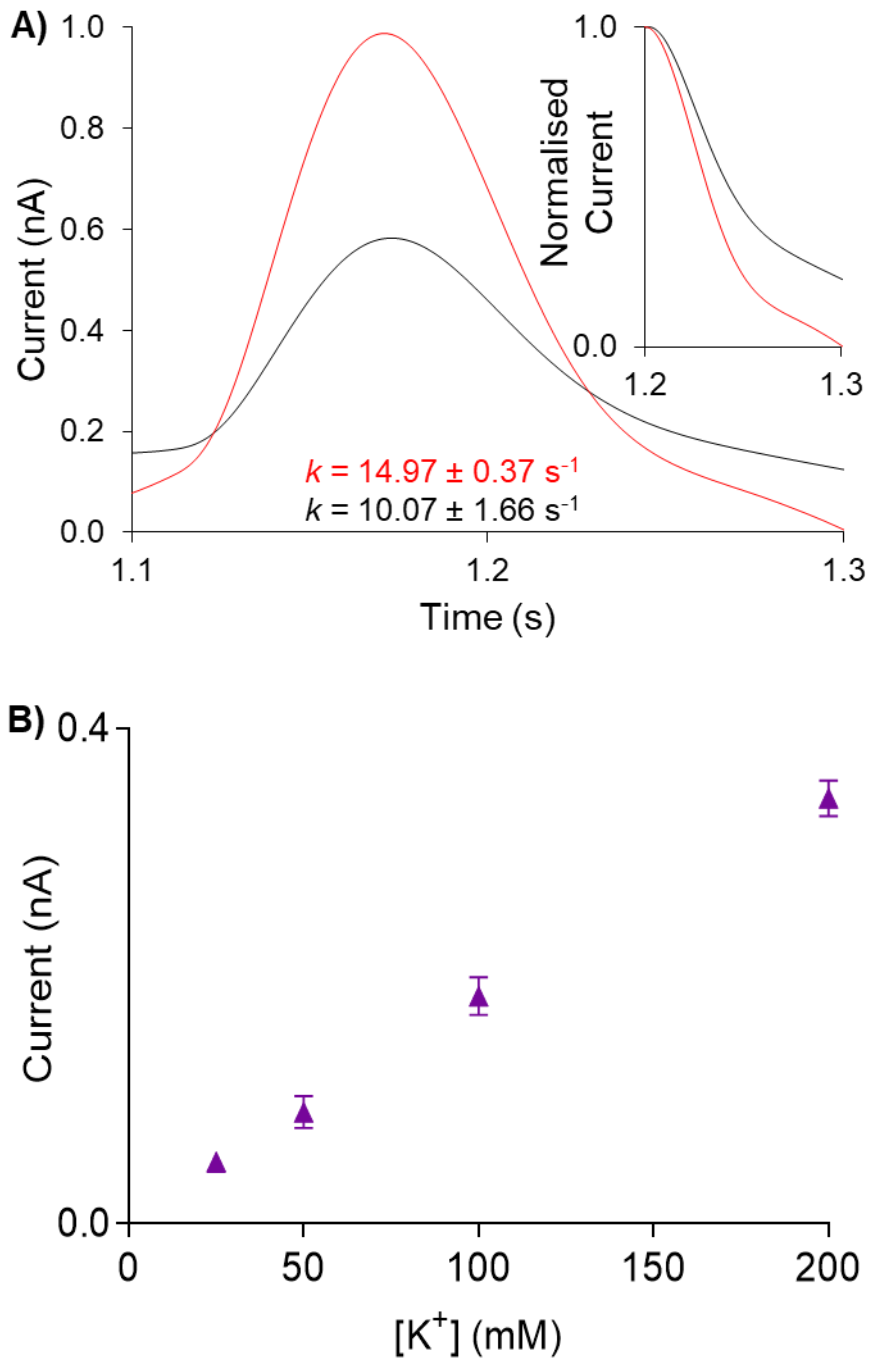 A)
1.0
0.8
0.6
0.4
0.2
0.0
Current (nA)
1.1
1.2
1.3
Time (s)
k = 14.97 ± 0.37 s-1
k = 10.07 ± 1.66 s-1
1.0
0.0
Normalised
Current
1.2
1.3
B)
0.4
0.0
Current (nA)
0
50
100
150
200
[K+] (mM)